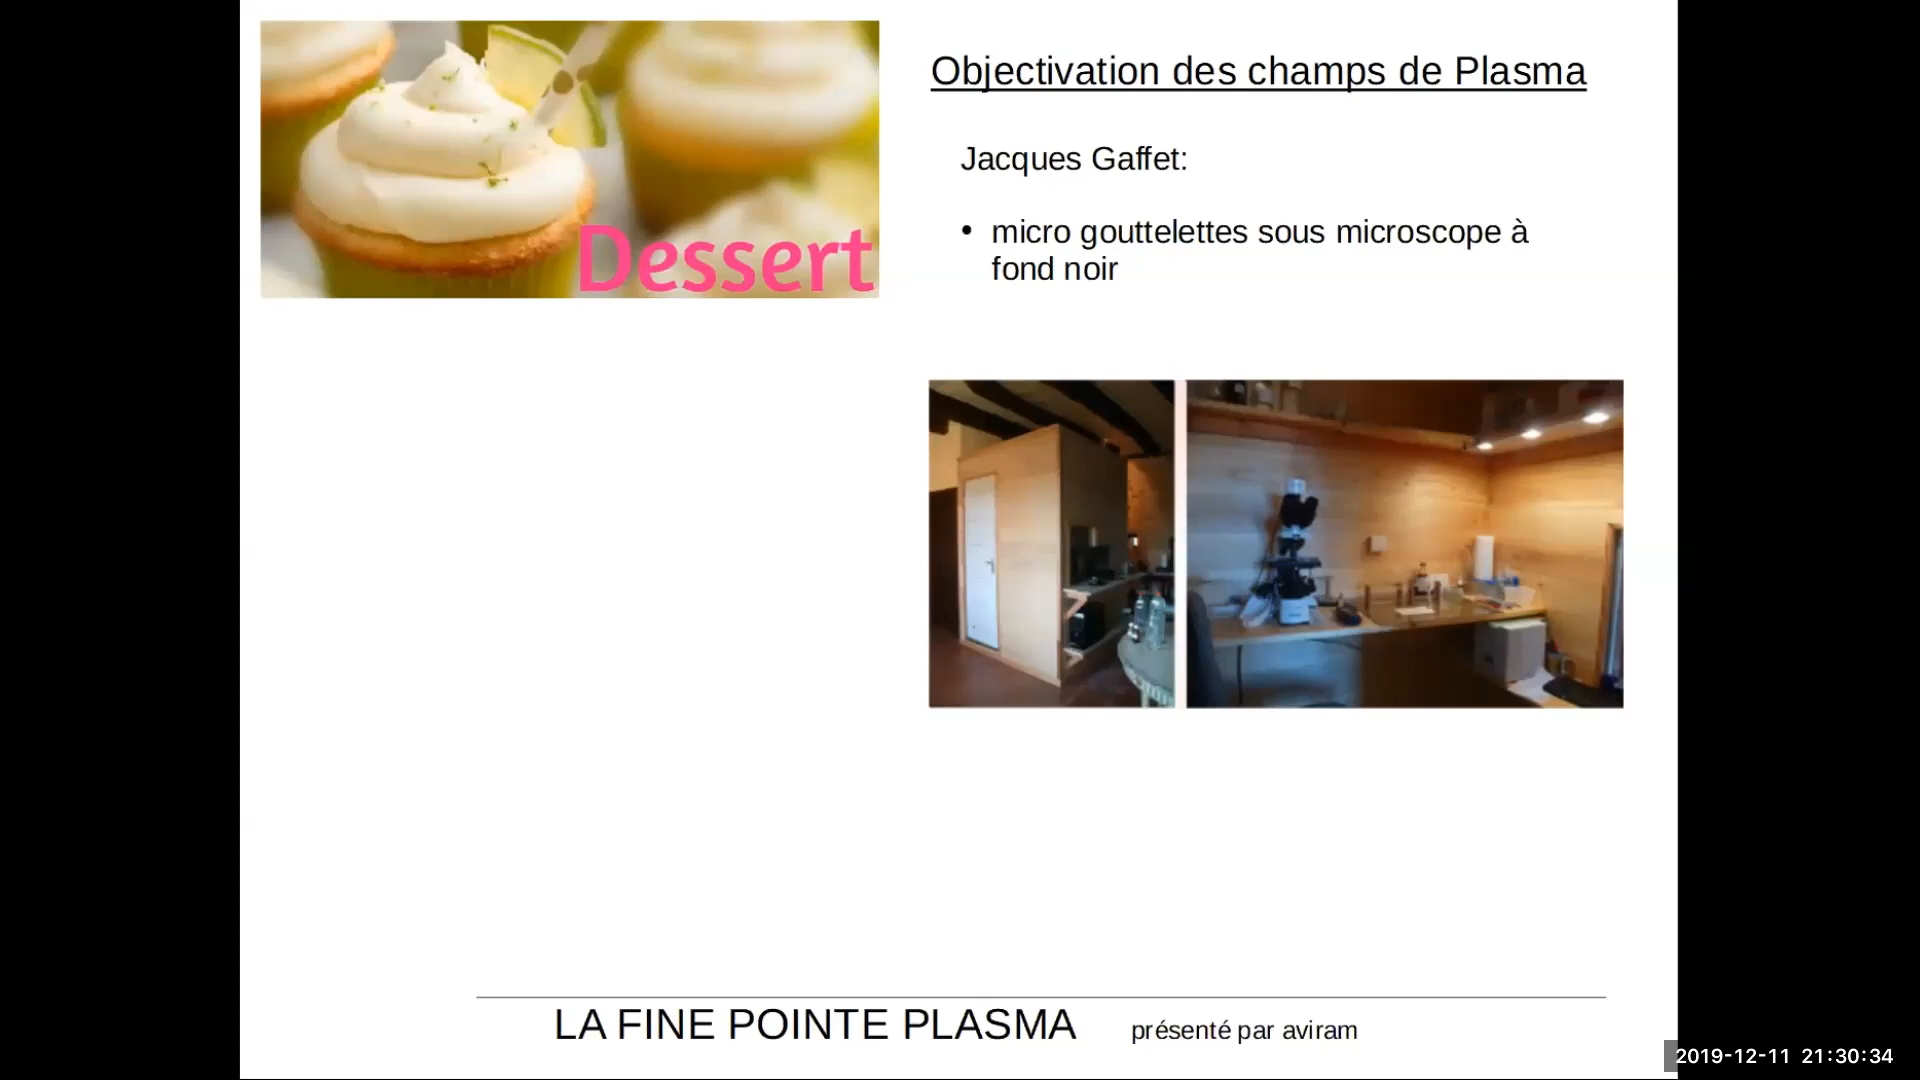 Dessert
Objectivation des champs de Plasma
Jacques Gaffet:
• micro gouttelettes sous microscope à
fond noir
LA FINE POINTE PLASMA présenté par aviram
2019-12-11 21:30:34